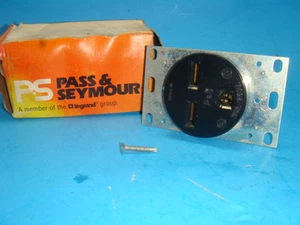 PS PASS &
SEYMOUR
A member of the legrand group.